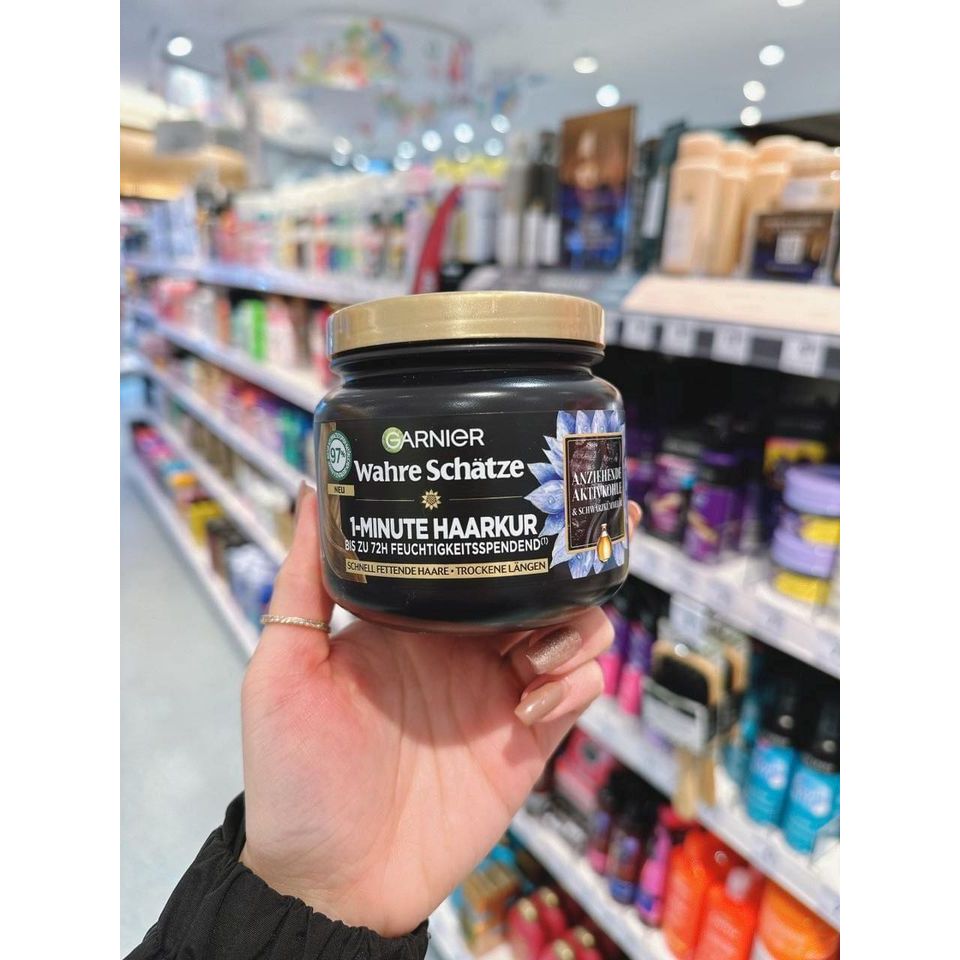 GARNIER
97%
NEU
Wahre Schätze
1-MINUTE HAARKUR
BIS ZU 72H FEUCHTIGKEITSSPENDEND(1)
SCHNELL FETTENDE HAARE • TROCKENE LÄNGEN
ANZIEHENDE
AKTIVKOHLE
& SCHWARZKÜMMELÖL